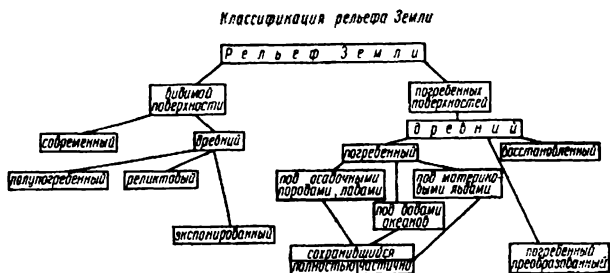 Классификация рельефа Земли
Рельеф Земли
видимой
поверхности
погребенных
поверхностей
современный
древний
древний
погребенный
восстановленный
полупогребенный
реликтовый
под осадочными
породами, лавами
под материко-
выми льдами
под водами
океанов
экспонированный
сохранившийся
полностью, частично
погребенный
преобразованный